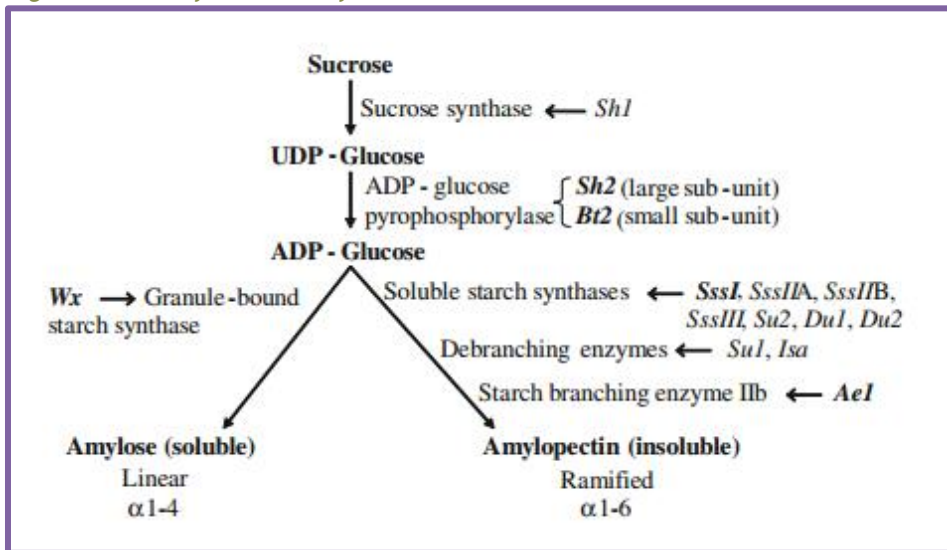 Sucrose
Sucrose synthase ← Sh1
UDP - Glucose
ADP - glucose pyrophosphorylase { Sh2 (large sub-unit)
Bt2 (small sub-unit)
ADP - Glucose
Wx → Granule-bound
starch synthase
Soluble starch synthases ← SssI, SssIIA, SssIIB,
SssIII, Su2, Du1, Du2
Debranching enzymes ← Su1, Isa
Starch branching enzyme IIb ← Ae1
Amylose (soluble)
Linear
α1-4
Amylopectin (insoluble)
Ramified
α1-6